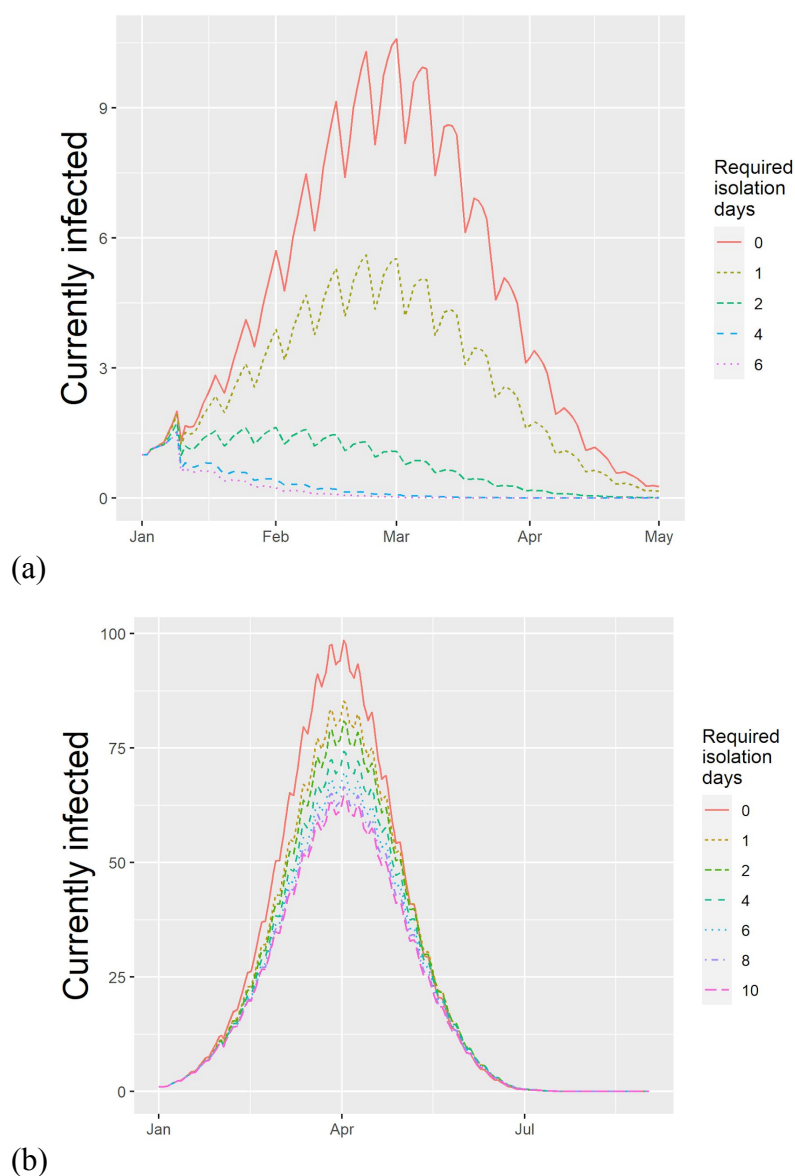 Currently infected
9
6
3
0
Jan
Feb
Mar
Apr
May
Required
isolation
days
0
1
2
4
6
(a)
Currently infected
100
75
50
25
0
Jan
Apr
Jul
Required
isolation
days
0
1
2
4
6
8
10
(b)